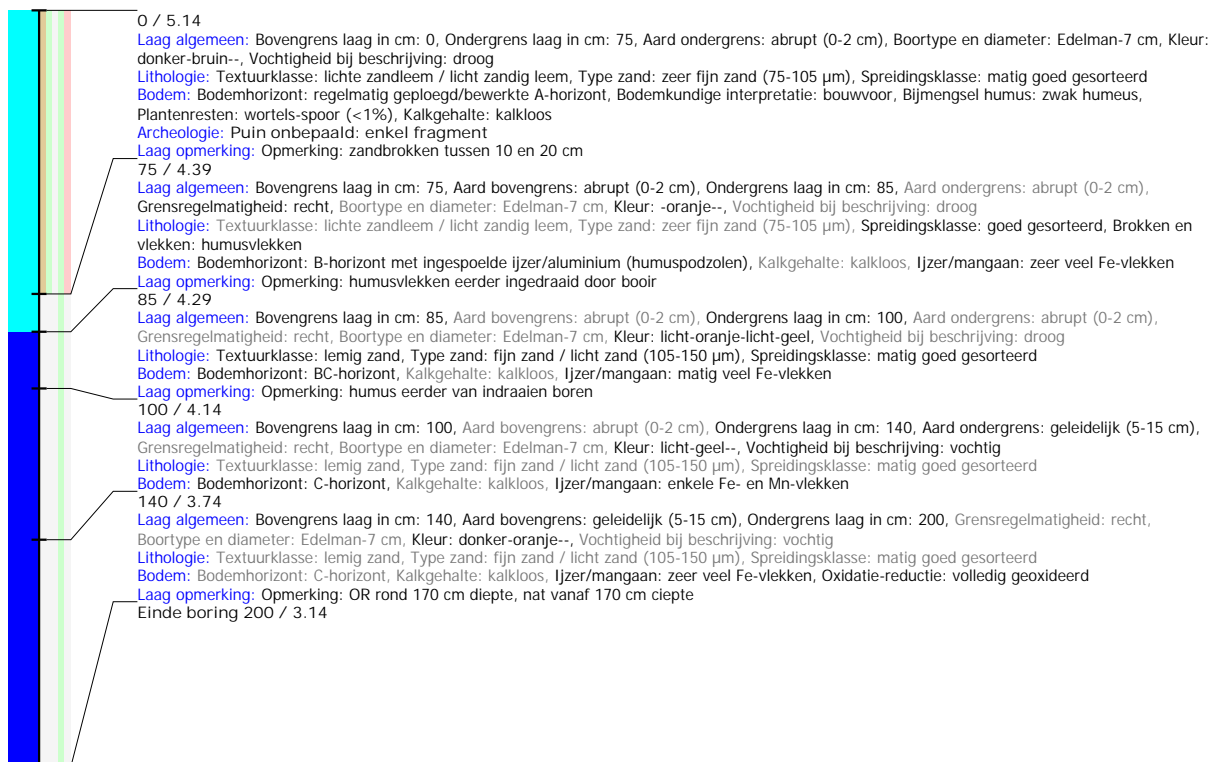 0 / 5.14
Laag algemeen: Bovengrens laag in cm: 0, Ondergrens laag in cm: 75, Aard ondergrens: abrupt (0-2 cm), Boortype en diameter: Edelman-7 cm, Kleur:
donker-bruin--, Vochtigheid bij beschrijving: droog
Lithologie: Textuurklasse: lichte zandleem / licht zandig leem, Type zand: zeer fijn zand (75-105 µm), Spreidingsklasse: matig goed gesorteerd
Bodem: Bodemhorizont: regelmatig geploegd/bewerkte A-horizont, Bodemkundige interpretatie: bouwvoor, Bijmengsel humus: zwak humeus,
Plantenresten: wortels-spoor (<1%), Kalkgehalte: kalkloos
Archeologie: Puin onbepaald: enkel fragment
Laag opmerking: Opmerking: zandbrokken tussen 10 en 20 cm
75 / 4.39
Laag algemeen: Bovengrens laag in cm: 75, Aard bovengrens: abrupt (0-2 cm), Ondergrens laag in cm: 85, Aard ondergrens: abrupt (0-2 cm),
Grensregelmatigheid: recht, Boortype en diameter: Edelman-7 cm, Kleur: -oranje--, Vochtigheid bij beschrijving: droog
Lithologie: Textuurklasse: lichte zandleem / licht zandig leem, Type zand: zeer fijn zand (75-105 µm), Spreidingsklasse: goed gesorteerd, Brokken en
vlekken: humusvlekken
Bodem: Bodemhorizont: B-horizont met ingespoelde ijzer/aluminium (humuspodzolen), Kalkgehalte: kalkloos, Ijzer/mangaan: zeer veel Fe-vlekken
Laag opmerking: Opmerking: humusvlekken eerder ingedraaid door booir
85 / 4.29
Laag algemeen: Bovengrens laag in cm: 85, Aard bovengrens: abrupt (0-2 cm), Ondergrens laag in cm: 100, Aard ondergrens: abrupt (0-2 cm),
Grensregelmatigheid: recht, Boortype en diameter: Edelman-7 cm, Kleur: licht-oranje-licht-geel, Vochtigheid bij beschrijving: droog
Lithologie: Textuurklasse: lemig zand, Type zand: fijn zand / licht zand (105-150 µm), Spreidingsklasse: matig goed gesorteerd
Bodem: Bodemhorizont: BC-horizont, Kalkgehalte: kalkloos, Ijzer/mangaan: matig veel Fe-vlekken
Laag opmerking: Opmerking: humus eerder van indraaien boren
100 / 4.14
Laag algemeen: Bovengrens laag in cm: 100, Aard bovengrens: abrupt (0-2 cm), Ondergrens laag in cm: 140, Aard ondergrens: geleidelijk (5-15 cm),
Grensregelmatigheid: recht, Boortype en diameter: Edelman-7 cm, Kleur: licht-geel--, Vochtigheid bij beschrijving: vochtig
Lithologie: Textuurklasse: lemig zand, Type zand: fijn zand / licht zand (105-150 µm), Spreidingsklasse: matig goed gesorteerd
Bodem: Bodemhorizont: C-horizont, Kalkgehalte: kalkloos, Ijzer/mangaan: enkele Fe- en Mn-vlekken
140 / 3.74
Laag algemeen: Bovengrens laag in cm: 140, Aard bovengrens: geleidelijk (5-15 cm), Ondergrens laag in cm: 200, Grensregelmatigheid: recht,
Boortype en diameter: Edelman-7 cm, Kleur: donker-oranje--, Vochtigheid bij beschrijving: vochtig
Lithologie: Textuurklasse: lemig zand, Type zand: fijn zand / licht zand (105-150 µm), Spreidingsklasse: matig goed gesorteerd
Bodem: Bodemhorizont: C-horizont, Kalkgehalte: kalkloos, Ijzer/mangaan: zeer veel Fe-vlekken, Oxidatie-reductie: volledig geoxideerd
Laag opmerking: Opmerking: OR rond 170 cm diepte, nat vanaf 170 cm ciepte
Einde boring 200 / 3.14